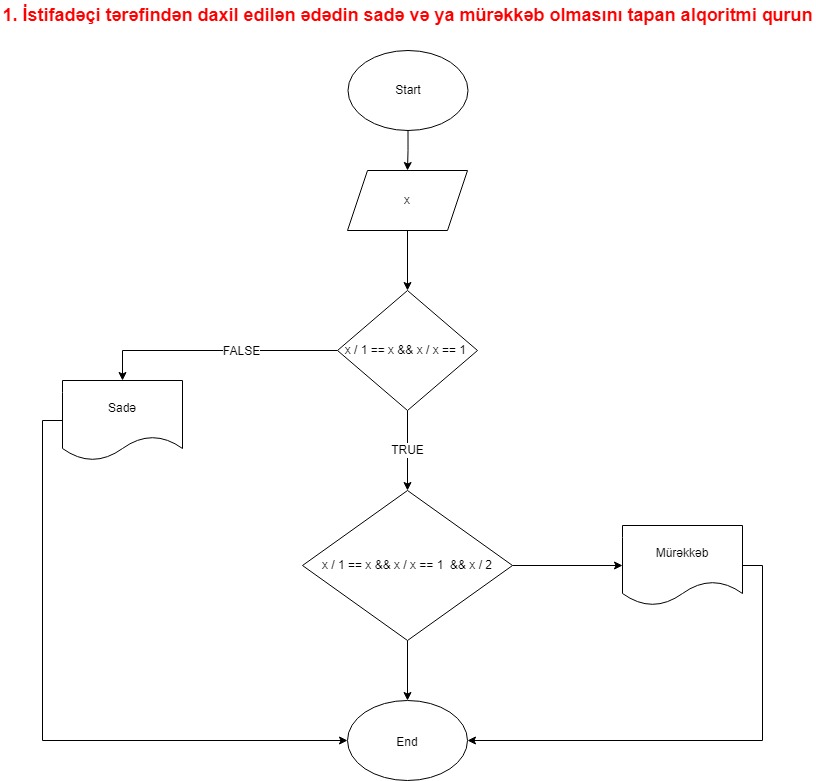 1. İstifadəçi tərəfindən daxil edilən ədədin sadə və ya mürəkkəb olmasını tapan alqoritmi qurun
Start
x
x / 1 == x && x / x == 1
FALSE
Sadə
TRUE
x / 1 == x && x / x == 1 && x / 2
Mürəkkəb
End